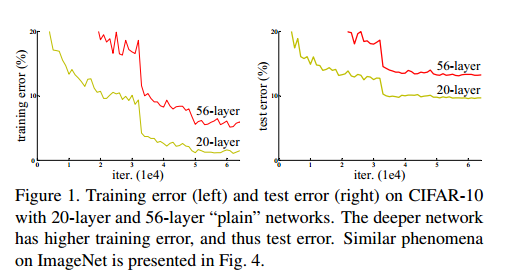 training error (%)
20
10
0
0 1 2 3 4 5 6
iter. (1e4)
56-layer
20-layer
test error (%)
20
10
0
0 1 2 3 4 5 6
iter. (1e4)
56-layer
20-layer
Figure 1. Training error (left) and test error (right) on CIFAR-10
with 20-layer and 56-layer “plain” networks. The deeper network
has higher training error, and thus test error. Similar phenomena
on ImageNet is presented in Fig. 4.